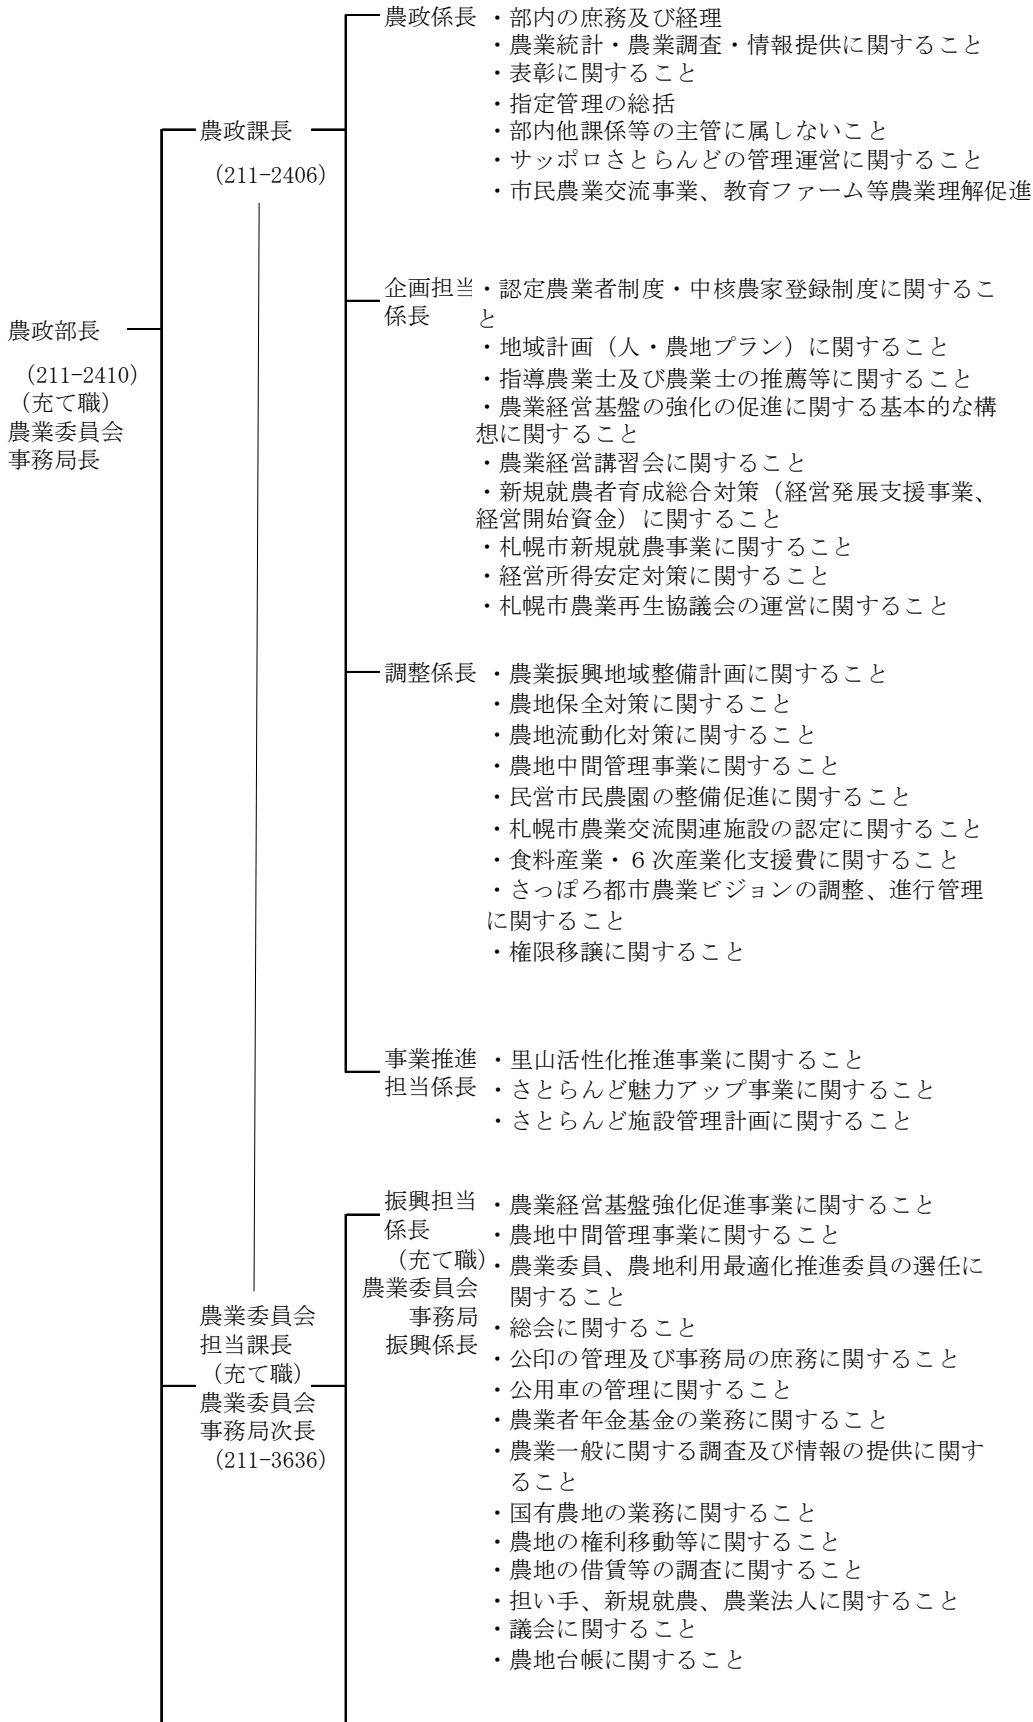 農政部長
(211-2410)
(充て職)
農業委員会
事務局長
農政課長
(211-2406)
農政係長
・部内の庶務及び経理
・農業統計・農業調査・情報提供に関すること
・表彰に関すること
・指定管理の総括
・部内他課係等の主管に属しないこと
・サッポロさとらんどの管理運営に関すること
・市民農業交流事業、教育ファーム等農業理解促進
企画担当
係長
・認定農業者制度・中核農家登録制度に関するこ
と
・地域計画（人・農地プラン）に関すること
・指導農業士及び農業士の推薦等に関すること
・農業経営基盤の強化の促進に関する基本的な構
想に関すること
・農業経営講習会に関すること
・新規就農者育成総合対策（経営発展支援事業、
経営開始資金）に関すること
・札幌市新規就農事業に関すること
・経営所得安定対策に関すること
・札幌市農業再生協議会の運営に関すること
調整係長
・農業振興地域整備計画に関すること
・農地保全対策に関すること
・農地流動化対策に関すること
・農地中間管理事業に関すること
・民営市民農園の整備促進に関すること
・札幌市農業交流関連施設の認定に関すること
・食料産業・６次産業化支援費に関すること
・さっぽろ都市農業ビジョンの調整、進行管理
に関すること
・権限移譲に関すること
事業推進
担当係長
・里山活性化推進事業に関すること
・さとらんど魅力アップ事業に関すること
・さとらんど施設管理計画に関すること
農業委員会
担当課長
(充て職)
農業委員会
事務局次長
(211-3636)
振興担当
係長
(充て職)
農業委員会
事務局
振興係長
・農業経営基盤強化促進事業に関すること
・農地中間管理事業に関すること
・農業委員、農地利用最適化推進委員の選任に
関すること
・総会に関すること
・公印の管理及び事務局の庶務に関すること
・公用車の管理に関すること
・農業者年金基金の業務に関すること
・農業一般に関する調査及び情報の提供に関す
ること
・国有農地の業務に関すること
・農地の権利移動等に関すること
・農地の借賃等の調査に関すること
・担い手、新規就農、農業法人に関すること
・議会に関すること
・農地台帳に関すること